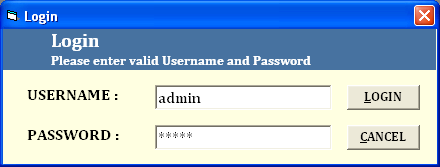 Login
Login
Please enter valid Username and Password
USERNAME : admin LOGIN
PASSWORD : ***** CANCEL